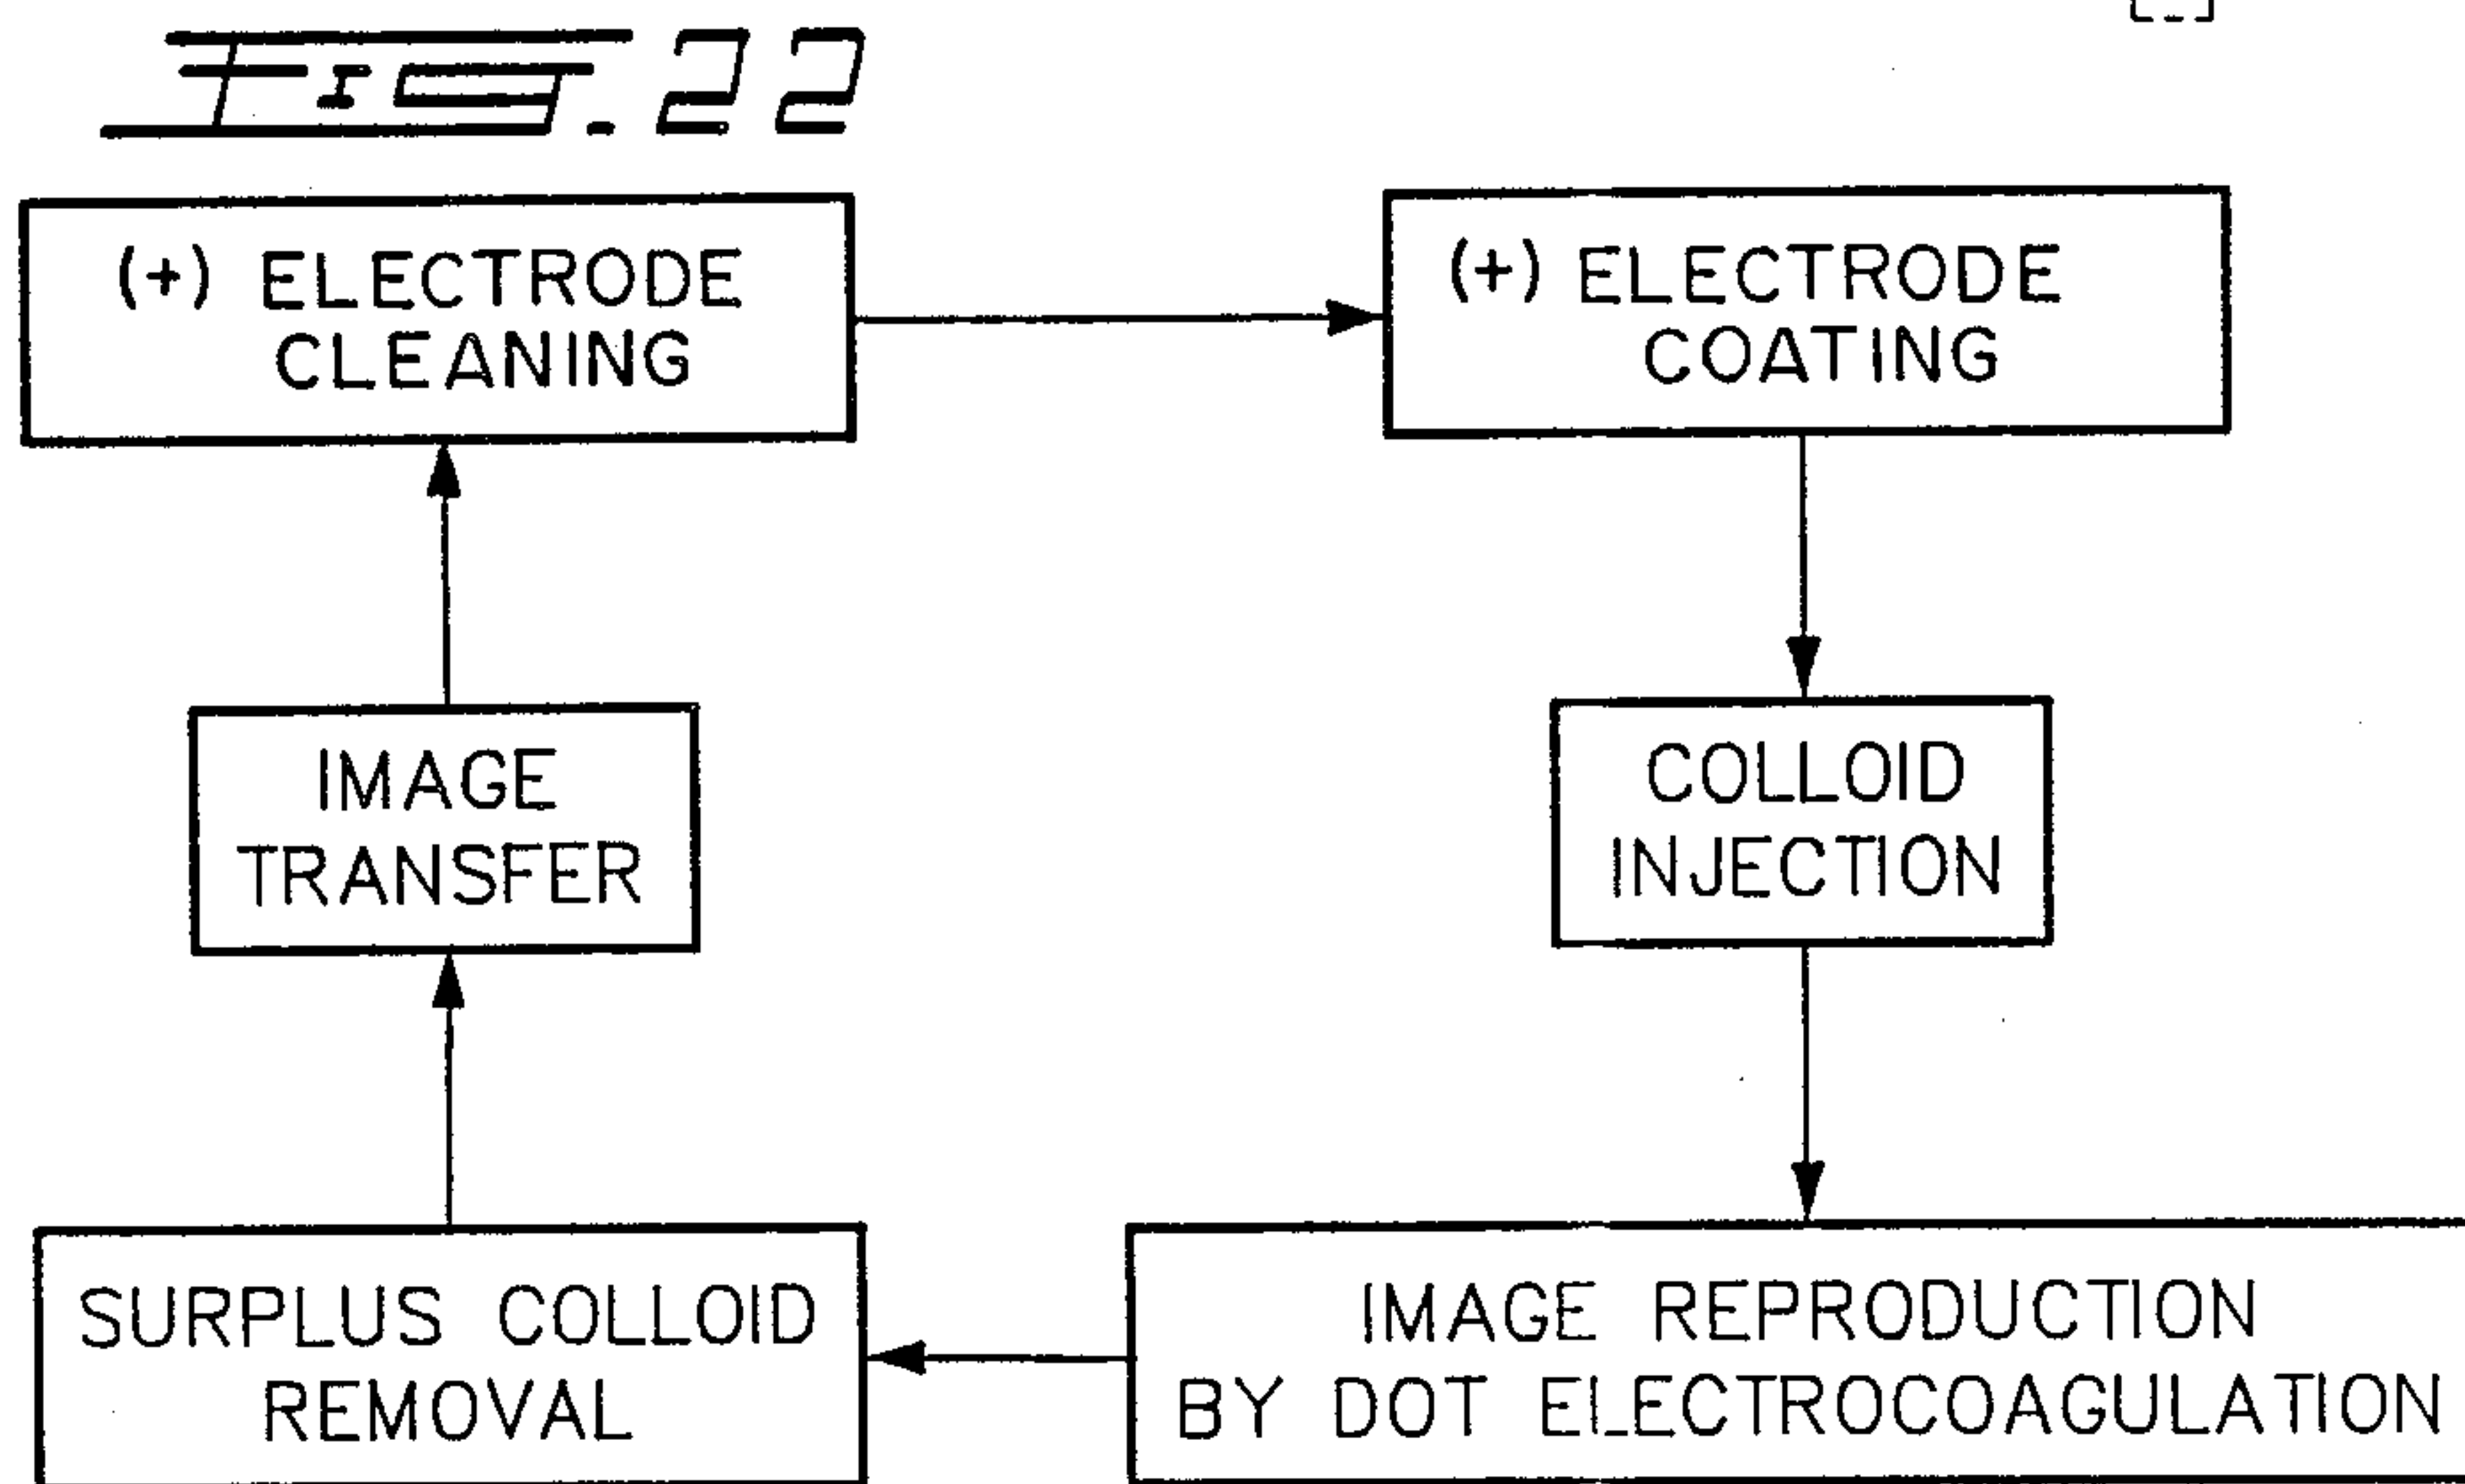 FIG. 22
(+) ELECTRODE
CLEANING
(+) ELECTRODE
COATING
IMAGE
TRANSFER
COLLOID
INJECTION
SURPLUS COLLOID
REMOVAL
IMAGE REPRODUCTION
BY DOT ELECTROCOAGULATION